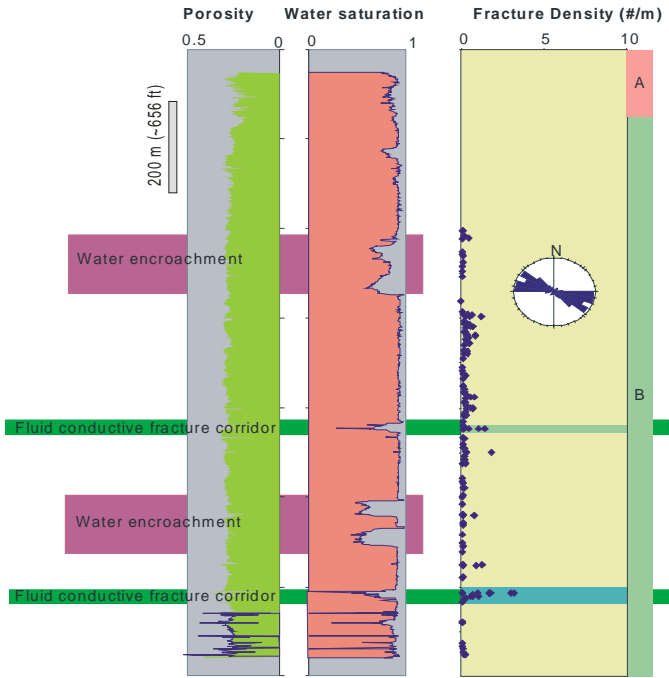 Porosity Water saturation Fracture Density (#/m)
0.5 0 0 1 0 5 10
A
200 m (~656 ft)
N
Water encroachment
B
Fluid conductive fracture corridor
Water encroachment
Fluid conductive fracture corridor